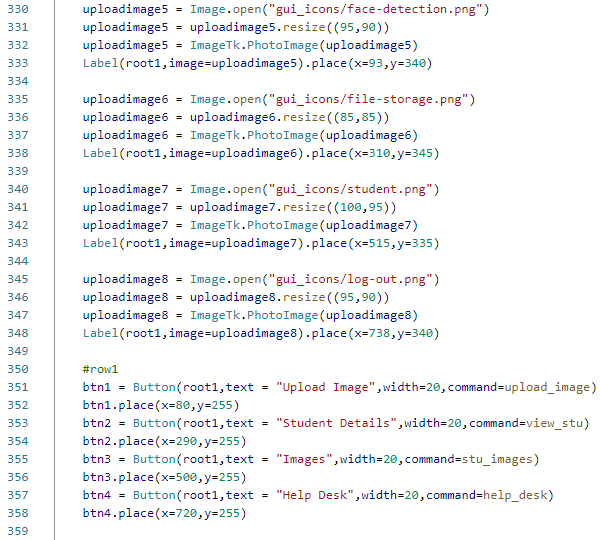 330 uploadimage5 = Image.open("gui_icons/face-detection.png")
331 uploadimage5 = uploadimage5.resize((95,90))
332 uploadimage5 = ImageTk.PhotoImage(uploadimage5)
333 Label(root1,image=uploadimage5).place(x=93,y=340)
334
335 uploadimage6 = Image.open("gui_icons/file-storage.png")
336 uploadimage6 = uploadimage6.resize((85,85))
337 uploadimage6 = ImageTk.PhotoImage(uploadimage6)
338 Label(root1,image=uploadimage6).place(x=310,y=345)
339
340 uploadimage7 = Image.open("gui_icons/student.png")
341 uploadimage7 = uploadimage7.resize((100,95))
342 uploadimage7 = ImageTk.PhotoImage(uploadimage7)
343 Label(root1,image=uploadimage7).place(x=515,y=335)
344
345 uploadimage8 = Image.open("gui_icons/log-out.png")
346 uploadimage8 = uploadimage8.resize((95,90))
347 uploadimage8 = ImageTk.PhotoImage(uploadimage8)
348 Label(root1,image=uploadimage8).place(x=738,y=340)
349
350 #row1
351 btn1 = Button(root1,text = "Upload Image",width=20,command=upload_image)
352 btn1.place(x=80,y=255)
353 btn2 = Button(root1,text = "Student Details",width=20,command=view_stu)
354 btn2.place(x=290,y=255)
355 btn3 = Button(root1,text = "Images",width=20,command=stu_images)
356 btn3.place(x=500,y=255)
357 btn4 = Button(root1,text = "Help Desk",width=20,command=help_desk)
358 btn4.place(x=720,y=255)
359